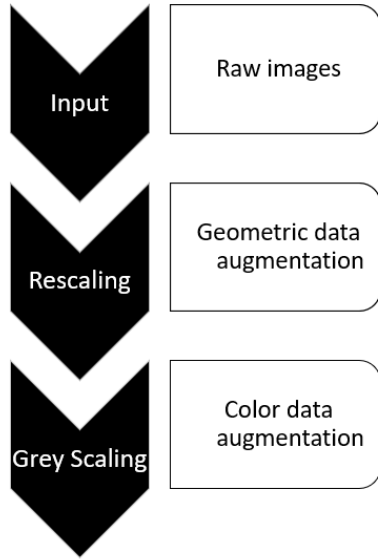 Input
Raw images
Rescaling
Geometric data
augmentation
Grey Scaling
Color data
augmentation